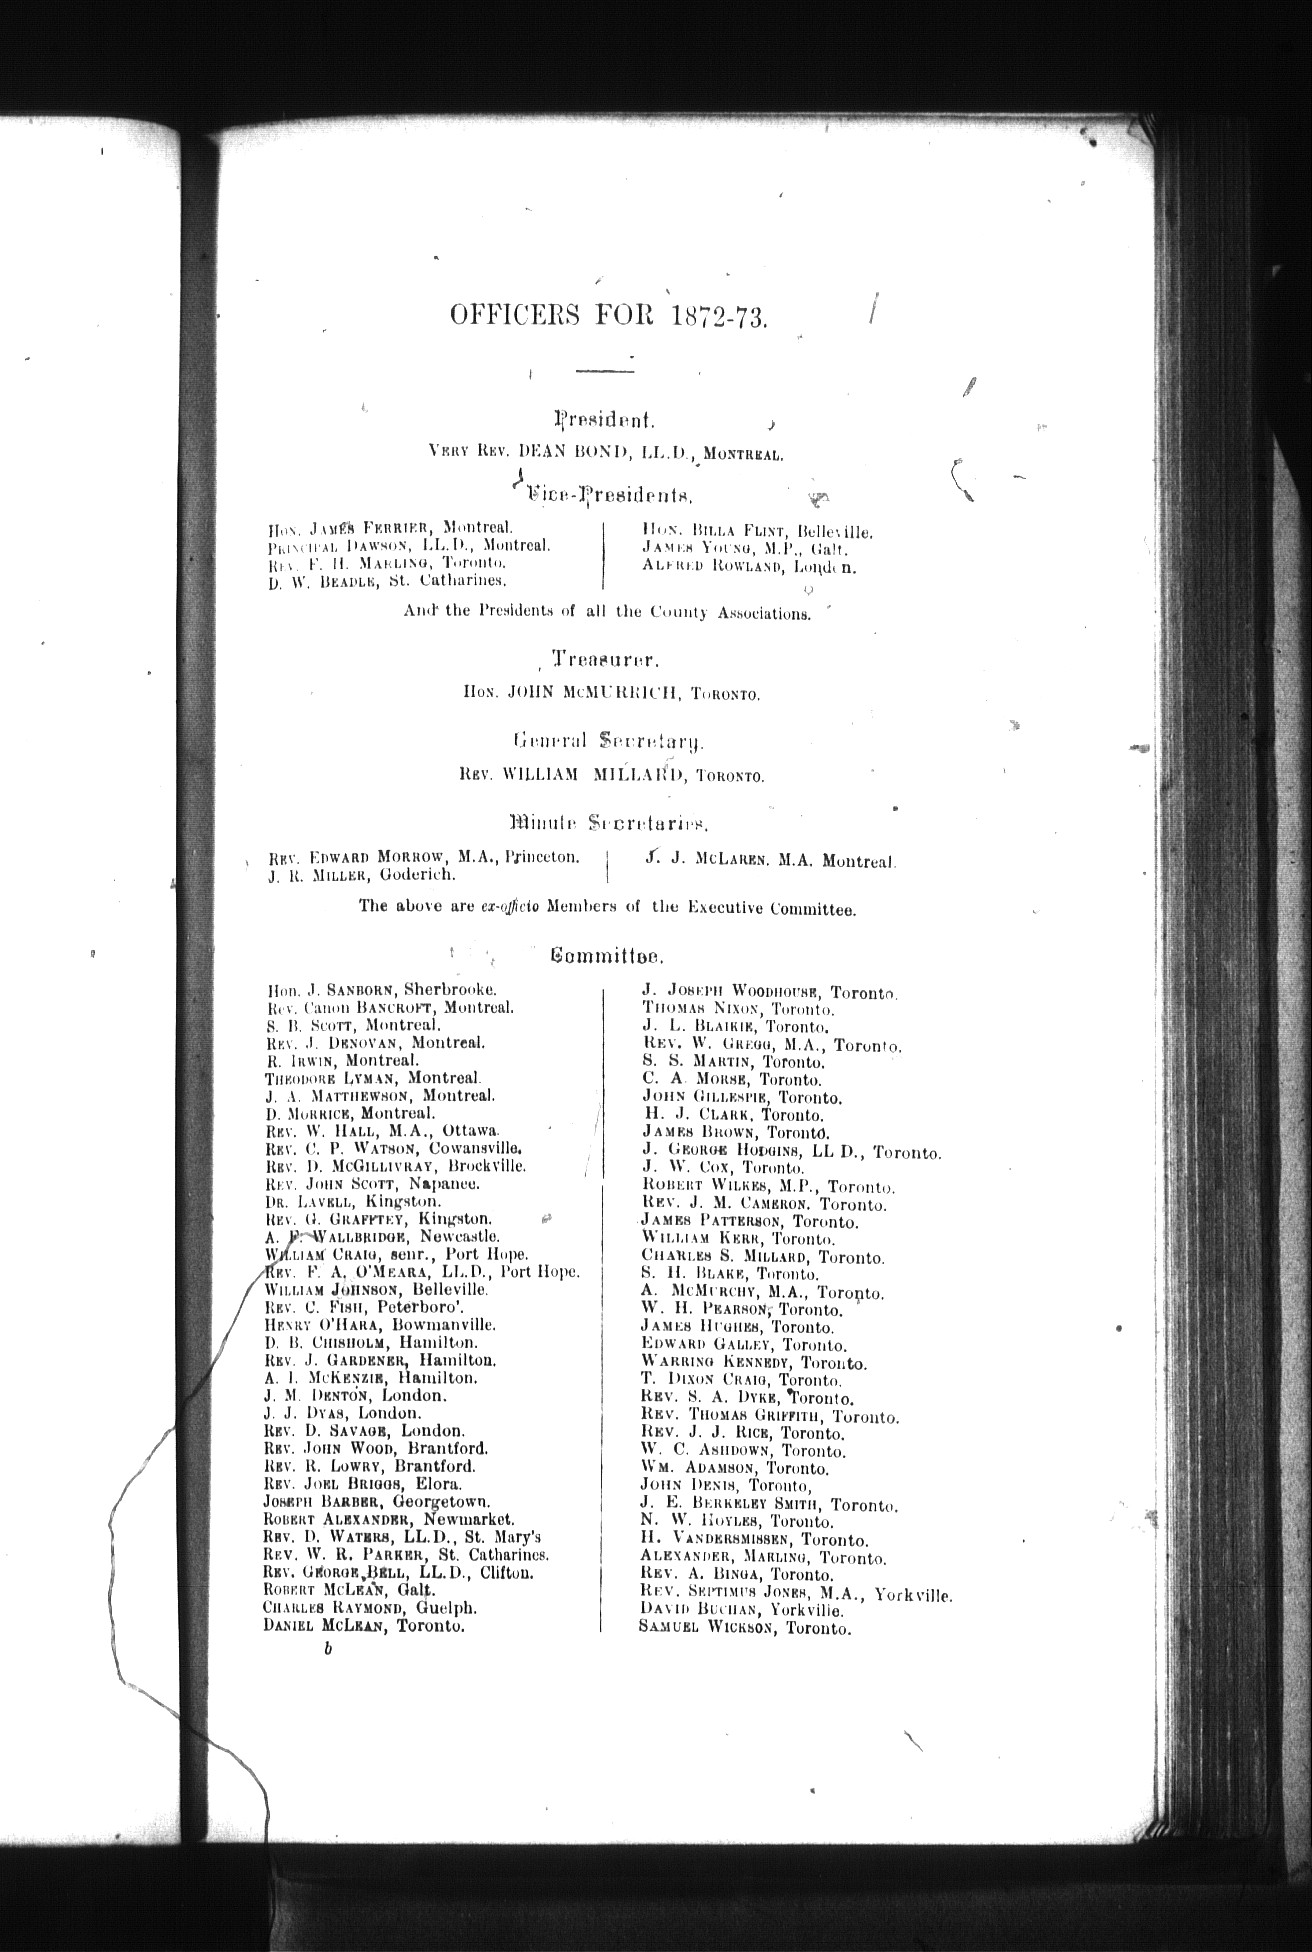 OFFICERS FOR 1872-73.
President.
VERY REV. DEAN BOND, LL.D., MONTREAL.
Vice-Presidents.
HON. JAMES FERRIER, Montreal.
PRINCIPAL DAWSON, LL.D., Montreal.
REV. F. H. MARLING, Toronto.
D. W. BEADLE, St. Catharines.
HON. BILLA FLINT, Belleville.
JAMES YOUNG, M.P., Galt.
ALFRED ROWLAND, London.
And the Presidents of all the County Associations.
Treasurer.
HON. JOHN MCMURRICH, TORONTO.
General Secretary.
REV. WILLIAM MILLARD, TORONTO.
Minute Secretaries.
REV. EDWARD MORROW, M.A., Princeton.
J. R. MILLER, Goderich.
J. J. MCLAREN. M.A. Montreal.
The above are ex-officio Members of the Executive Committee.
Committee.
Hon. J. SANBORN, Sherbrooke.
Rev. Canon BANCROFT, Montreal.
S. B. SCOTT, Montreal.
REV. J. DENOVAN, Montreal.
R. IRWIN, Montreal.
THEODORE LYMAN, Montreal.
J. A. MATTHEWSON, Montreal.
D. MORRICE, Montreal.
REV. W. HALL, M.A., Ottawa.
REV. C. P. WATSON, Cowansville.
REV. D. MCGILLIVRAY, Brockville.
REV. JOHN SCOTT, Napanee.
DR. LAVELL, Kingston.
REV. G. GRAFFTEY, Kingston.
A. F. WALLBRIDGE, Newcastle.
WILLIAM CRAIG, senr., Port Hope.
REV. F. A. O'MEARA, LL.D., Port Hope.
WILLIAM JOHNSON, Belleville.
REV. C. FISH, Peterboro'.
HENRY O'HARA, Bowmanville.
D. B. CHISHOLM, Hamilton.
REV. J. GARDENER, Hamilton.
A. I. MCKENZIE, Hamilton.
J. M. DENTON, London.
J. J. DYAS, London.
REV. D. SAVAGE, London.
REV. JOHN WOOD, Brantford.
REV. R. LOWRY, Brantford.
REV. JOEL BRIGGS, Elora.
JOSEPH BARBER, Georgetown.
ROBERT ALEXANDER, Newmarket.
REV. D. WATERS, LL.D., St. Mary's
REV. W. R. PARKER, St. Catharines.
REV. GEORGE BELL, LL.D., Clifton.
ROBERT MCLEAN, Galt.
CHARLES RAYMOND, Guelph.
DANIEL MCLEAN, Toronto.
J. JOSEPH WOODHOUSE, Toronto.
THOMAS NIXON, Toronto.
J. L. BLAIKIE, Toronto.
REV. W. GREGG, M.A., Toronto.
S. S. MARTIN, Toronto.
C. A. MORSE, Toronto.
JOHN GILLESPIE, Toronto.
H. J. CLARK, Toronto.
JAMES BROWN, Toronto.
J. GEORGE HODGINS, LL D., Toronto.
J. W. COX, Toronto.
ROBERT WILKES, M.P., Toronto.
REV. J. M. CAMERON. Toronto.
JAMES PATTERSON, Toronto.
WILLIAM KERR, Toronto.
CHARLES S. MILLARD, Toronto.
S. H. BLAKE, Toronto.
A. MCMURCHY, M.A., Toronto.
W. H. PEARSON, Toronto.
JAMES HUGHES, Toronto.
EDWARD GALLEY, Toronto.
WARRING KENNEDY, Toronto.
T. DIXON CRAIG, Toronto.
REV. S. A. DYKE, Toronto.
REV. THOMAS GRIFFITH, Toronto.
REV. J. J. RICE, Toronto.
W. C. ASHDOWN, Toronto.
WM. ADAMSON, Toronto.
JOHN DENIS, Toronto,
J. E. BERKELEY SMITH, Toronto.
N. W. HOYLES, Toronto.
H. VANDERSMISSEN, Toronto.
ALEXANDER, MARLING, Toronto.
REV. A. BINGA, Toronto.
REV. SEPTIMUS JONES, M.A., Yorkville.
DAVID BUCHAN, Yorkville.
SAMUEL WICKSON, Toronto.
b